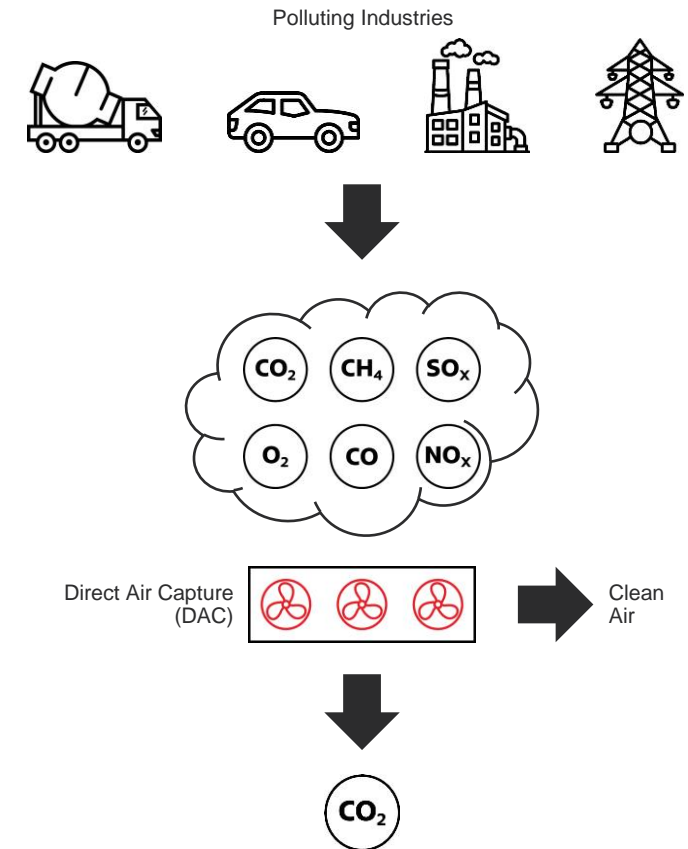 Polluting Industries
CO₂ CH₄ SOₓ
O₂ CO NOₓ
Direct Air Capture
(DAC)
Clean
Air
CO₂